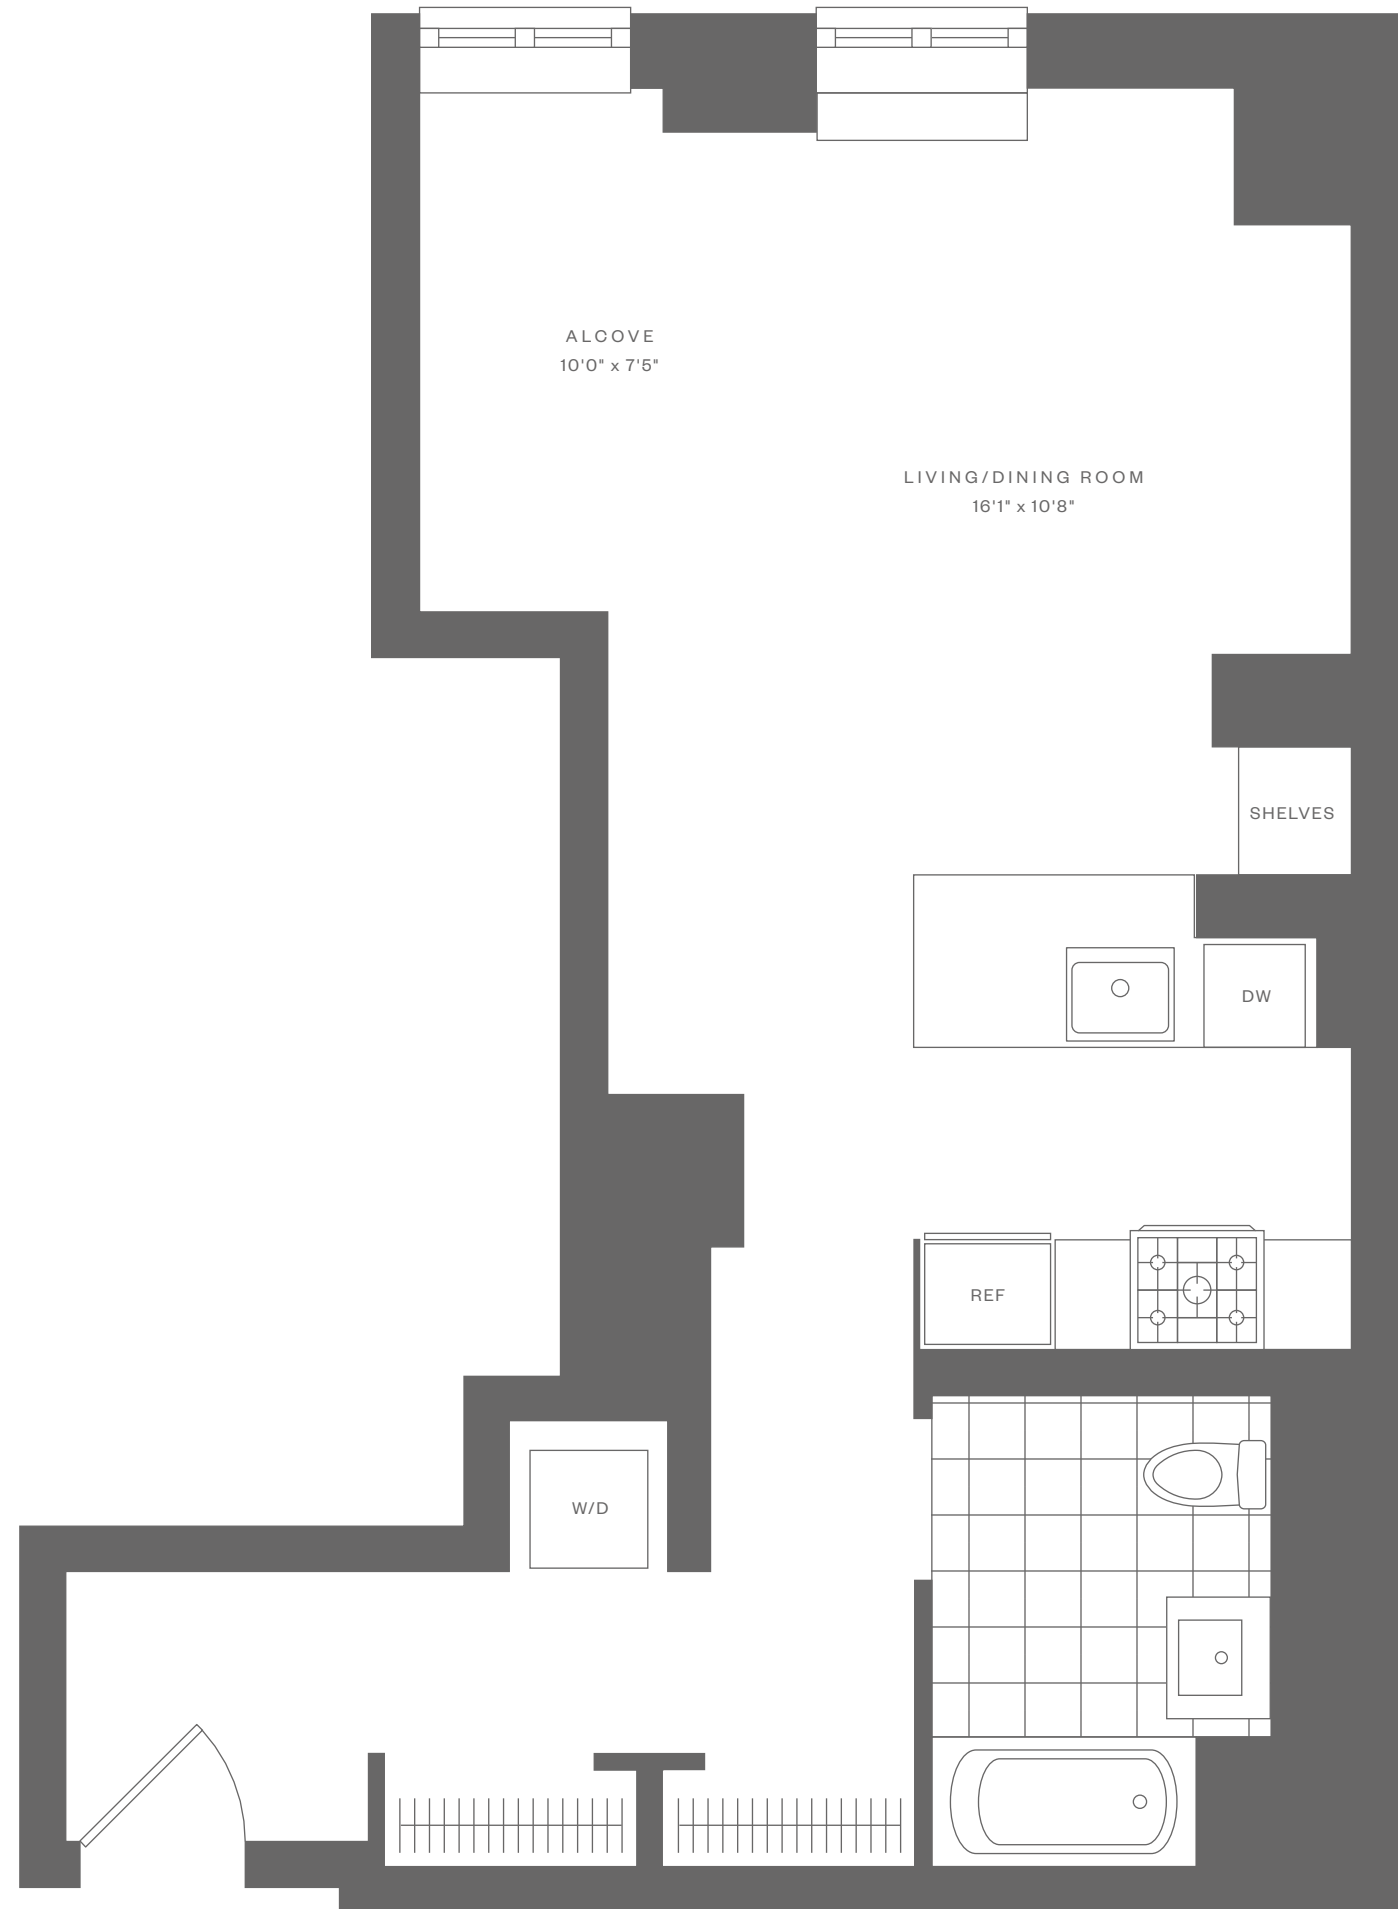 ALCOVE
10'0" x 7'5"
LIVING/DINING ROOM
16'1" x 10'8"
SHELVES
DW
REF
W/D